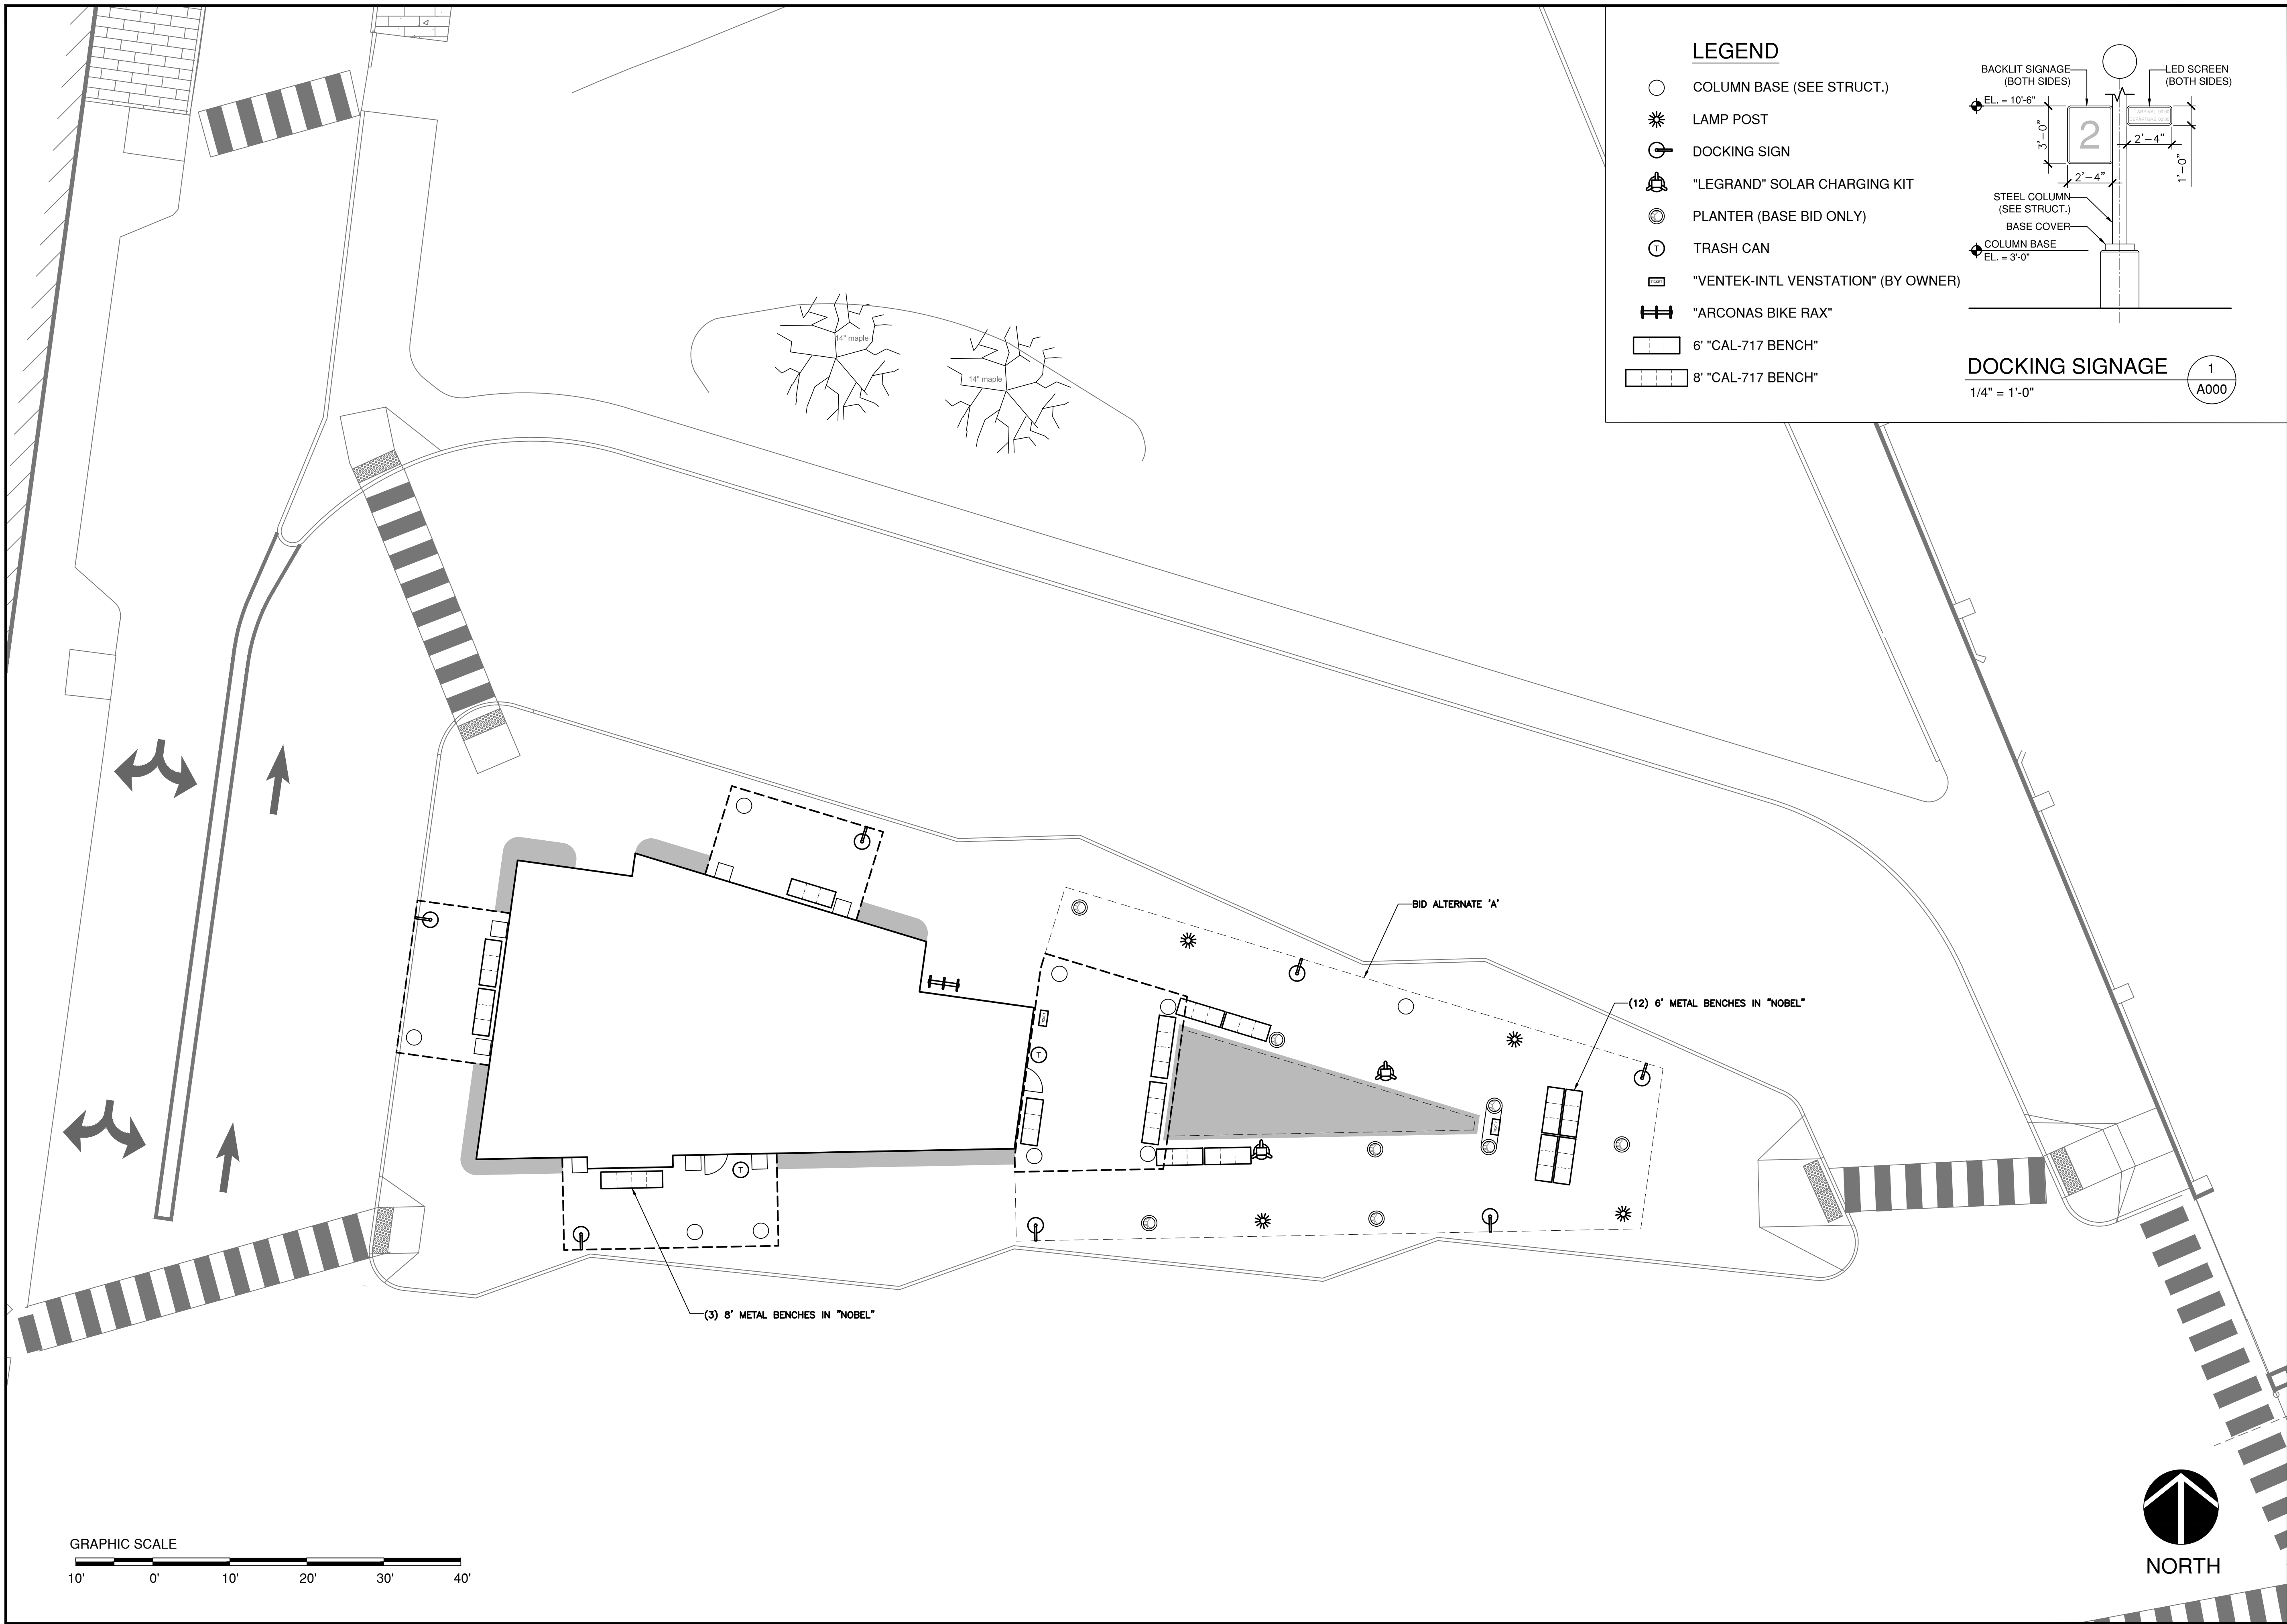 LEGEND
COLUMN BASE (SEE STRUCT.)
LAMP POST
DOCKING SIGN
"LEGRAND" SOLAR CHARGING KIT
PLANTER (BASE BID ONLY)
T
TRASH CAN
TICKET
"VENTEK-INTL VENSTATION" (BY OWNER)
"ARCONAS BIKE RAX"
6' "CAL-717 BENCH"
8' "CAL-717 BENCH"
BACKLIT SIGNAGE
(BOTH SIDES)
LED SCREEN
(BOTH SIDES)
EL. = 10'-6"
3'-0"
2
2'-4"
2'-4"
1'-0"
STEEL COLUMN
(SEE STRUCT.)
BASE COVER
COLUMN BASE
EL. = 3'-0"
DOCKING SIGNAGE
1/4" = 1'-0"
1
A000
14" maple
14" maple
BID ALTERNATE 'A'
(12) 6' METAL BENCHES IN "NOBEL"
TICKET
T
TICKET
T
(3) 8' METAL BENCHES IN "NOBEL"
GRAPHIC SCALE
10' 0' 10' 20' 30' 40'
NORTH